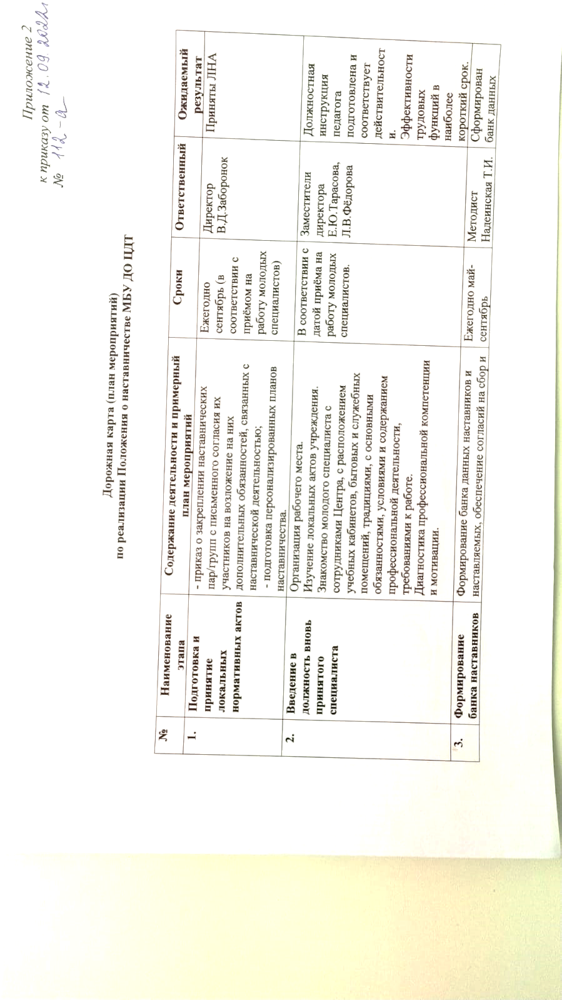 Приложение 2
к приказу от 12.09.2022г
№ 112-а
Дорожная карта (план мероприятий)
по реализации Положения о наставничестве МБУ ДО ЦДТ
№
Наименование
этапа
Содержание деятельности и примерный
план мероприятий
Сроки
Ответственный
Ожидаемый
результат
1.
Подготовка и
принятие
локальных
нормативных актов
- приказ о закреплении наставнических
пар/групп с письменного согласия их
участников на возложение на них
дополнительных обязанностей, связанных с
наставнической деятельностью;
- подготовка персонализированных планов
наставничества.
Ежегодно
сентябрь (в
соответствии с
приёмом на
работу молодых
специалистов)
Директор
В.Д.Заборонок
Приняты ЛНА
2.
Введение в
должность вновь
принятого
специалиста
Организация рабочего места.
Изучение локальных актов учреждения.
Знакомство молодого специалиста с
сотрудниками Центра, с расположением
учебных кабинетов, бытовых и служебных
помещений, традициями, с основными
обязанностями, условиями и содержанием
профессиональной деятельности,
требованиями к работе.
Диагностика профессиональной компетенции
и мотивации.
В соответствии с
датой приёма на
работу молодых
специалистов.
Заместители
директора
Е.Ю.Тарасова,
Л.В.Фёдорова
Должностная
инструкция
педагога
подготовлена и
соответствует
действительност
и.
Эффективности
трудовых
функций в
наиболее
короткий срок.
3.
Формирование
банка наставников
Формирование банка данных наставников и
наставляемых, обеспечение согласий на сбор и
Ежегодно май-
сентябрь
Методист
Надеинская Т.И.
Сформирован
банк данных